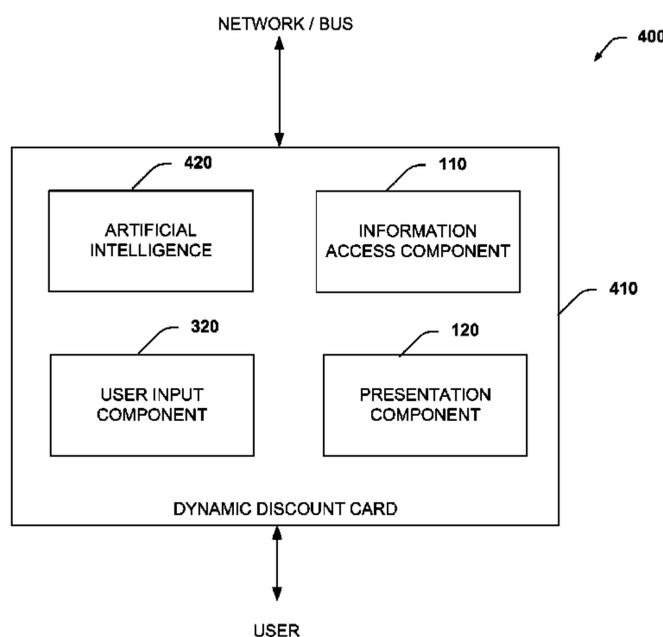 NETWORK / BUS
400
420
110
ARTIFICIAL
INTELLIGENCE
INFORMATION
ACCESS COMPONENT
410
320
120
USER INPUT
COMPONENT
PRESENTATION
COMPONENT
DYNAMIC DISCOUNT CARD
USER